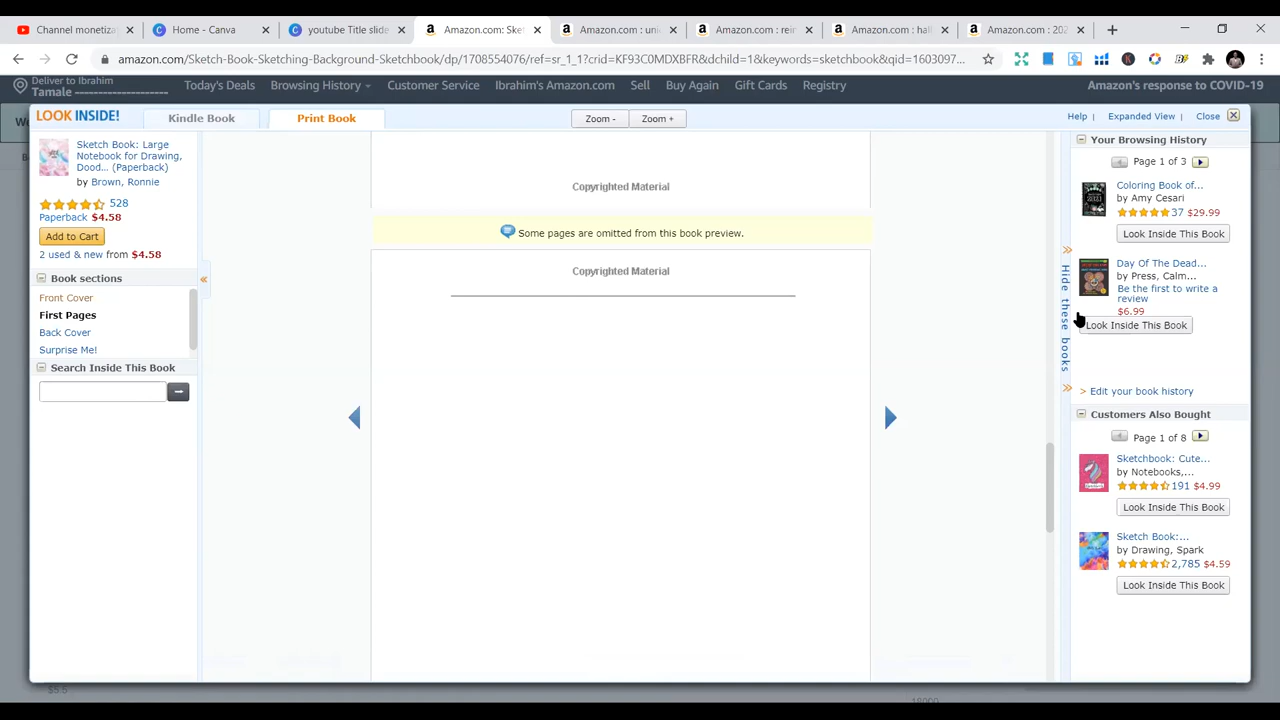 Channel monetiza
Home - Canva
youtube Title slide
Amazon.com: Sket
Amazon.com : uni
Amazon.com : rei
Amazon.com : hal
Amazon.com : 202
amazon.com/Sketch-Book-Sketching-Background-Sketchbook/dp/1708554076/ref=sr_1_1?crid=KF93C0MDXBFR&dchild=1&keywords=sketchbook&qid=1603097...
Deliver to Ibrahim
Tamale
Today's Deals
Browsing History
Customer Service
Ibrahim's Amazon.com
Sell
Buy Again
Gift Cards
Registry
Amazon's response to COVID-19
LOOK INSIDE!
Kindle Book
Print Book
Zoom -
Zoom +
Help |
Expanded View |
Close
Sketch Book: Large
Notebook for Drawing,
Dood... (Paperback)
by Brown, Ronnie
528
Paperback $4.58
Add to Cart
2 used & new from $4.58
Book sections
Front Cover
First Pages
Back Cover
Surprise Me!
Search Inside This Book
Copyrighted Material
Some pages are omitted from this book preview.
Copyrighted Material
Hide these books
Your Browsing History
Page 1 of 3
Coloring Book of...
by Amy Cesari
37 $29.99
Look Inside This Book
Day Of The Dead...
by Press, Calm...
Be the first to write a
review
$6.99
Look Inside This Book
> Edit your book history
Customers Also Bought
Page 1 of 8
Sketchbook: Cute...
by Notebooks,...
191 $4.99
Look Inside This Book
Sketch Book:...
by Drawing, Spark
2,785 $4.59
Look Inside This Book
$5.5
18000